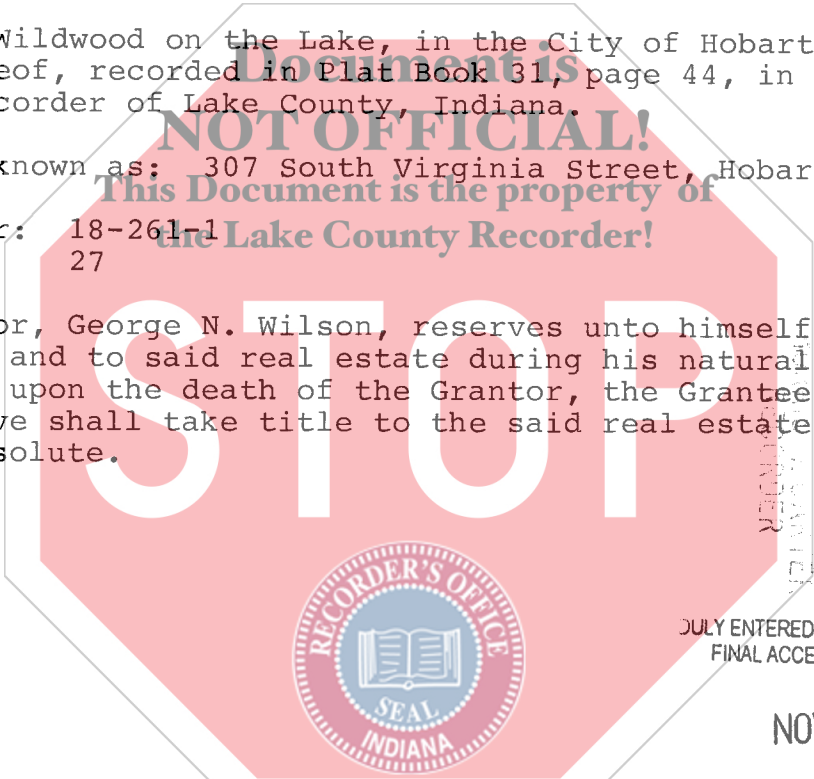 Wildwood on the Lake, in the City of Hobart
eof, recorded in Plat Book 31, page 44, in
corder of Lake County, Indiana.
Document is
NOT OFFICIAL!
This Document is the property of
the Lake County Recorder!
known as: 307 South Virginia Street, Hobar
r: 18-261-1
27
or, George N. Wilson, reserves unto himself
and to said real estate during his natural
upon the death of the Grantor, the Grantee
ve shall take title to the said real estate
solute.
STOP
RECORDER'S OFFICE
SEAL
INDIANA
DULY ENTERED
FINAL ACCE
NOV